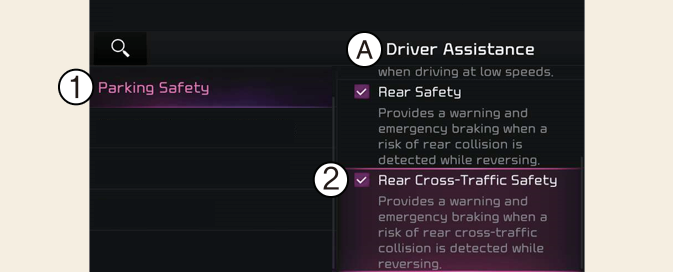 A Driver Assistance
1 Parking Safety
when driving at low speeds.
Rear Safety
Provides a warning and
emergency braking when a
risk of rear collision is
detected while reversing.
2 Rear Cross-Traffic Safety
Provides a warning and
emergency braking when a
risk of rear cross-traffic
collision is detected while
reversing.